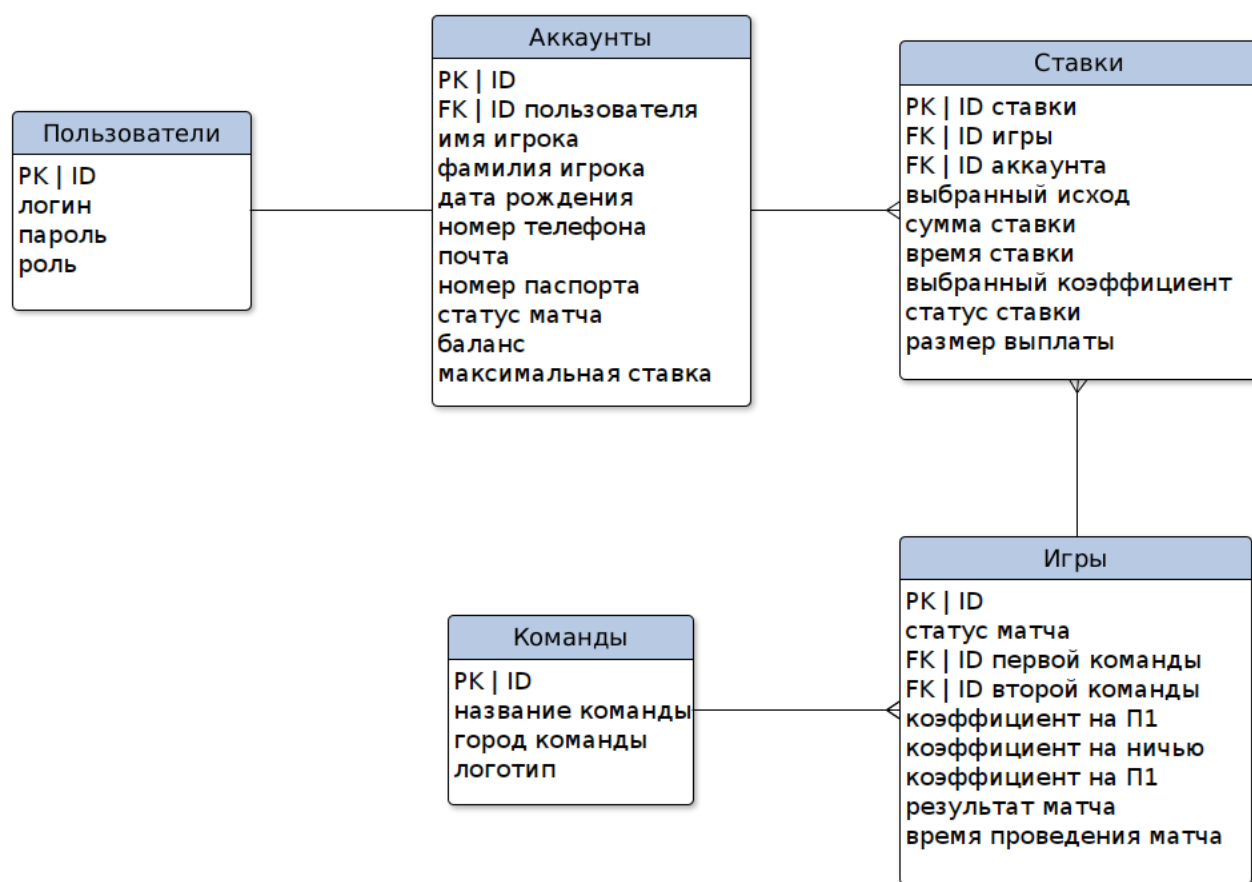 Пользователи
PK | ID
логин
пароль
роль
Аккаунты
PK | ID
FK | ID пользователя
имя игрока
фамилия игрока
дата рождения
номер телефона
почта
номер паспорта
статус матча
баланс
максимальная ставка
Ставки
PK | ID ставки
FK | ID игры
FK | ID аккаунта
выбранный исход
сумма ставки
время ставки
выбранный коэффициент
статус ставки
размер выплаты
Команды
PK | ID
название команды
город команды
логотип
Игры
PK | ID
статус матча
FK | ID первой команды
FK | ID второй команды
коэффициент на П1
коэффициент на ничью
коэффициент на П1
результат матча
время проведения матча